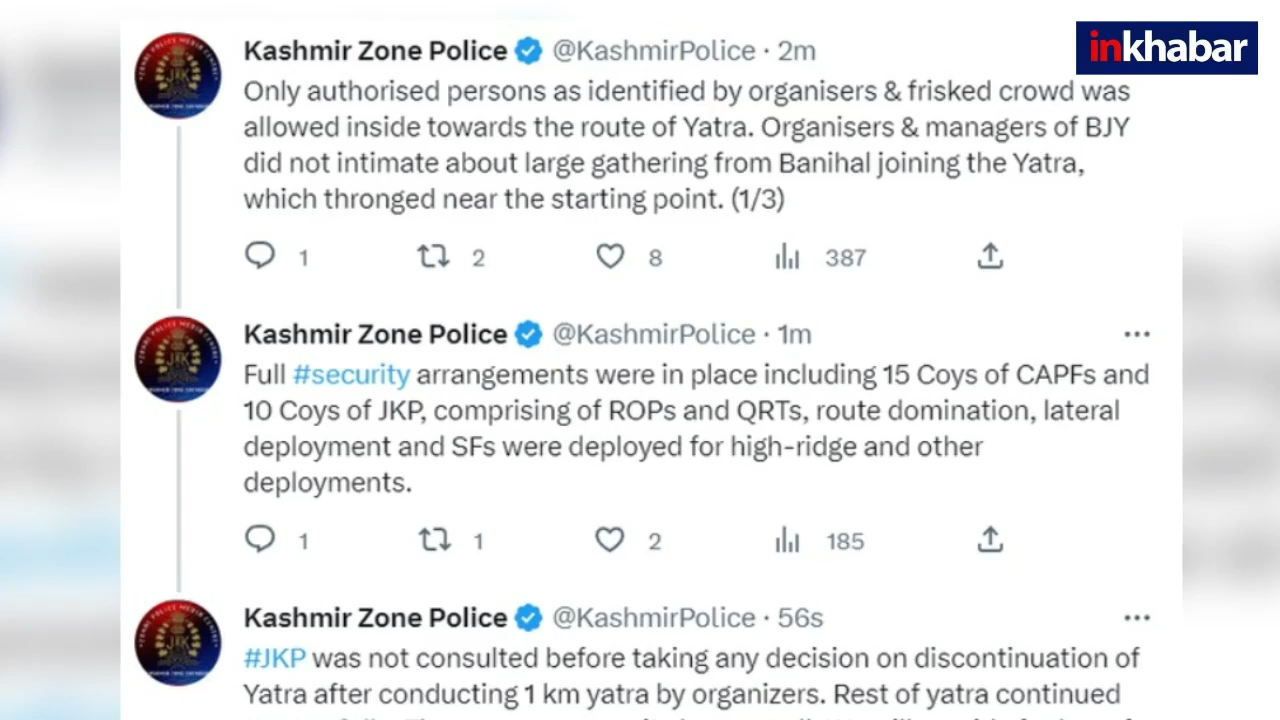 inkhabar
Kashmir Zone Police @KashmirPolice · 2m
Only authorised persons as identified by organisers & frisked crowd was
allowed inside towards the route of Yatra. Organisers & managers of BJY
did not intimate about large gathering from Banihal joining the Yatra,
which thronged near the starting point. (1/3)
1 2 8 387
Kashmir Zone Police @KashmirPolice · 1m
Full #security arrangements were in place including 15 Coys of CAPFs and
10 Coys of JKP, comprising of ROPs and QRTs, route domination, lateral
deployment and SFs were deployed for high-ridge and other
deployments.
1 1 2 185
Kashmir Zone Police @KashmirPolice · 56s
#JKP was not consulted before taking any decision on discontinuation of
Yatra after conducting 1 km yatra by organizers. Rest of yatra continued